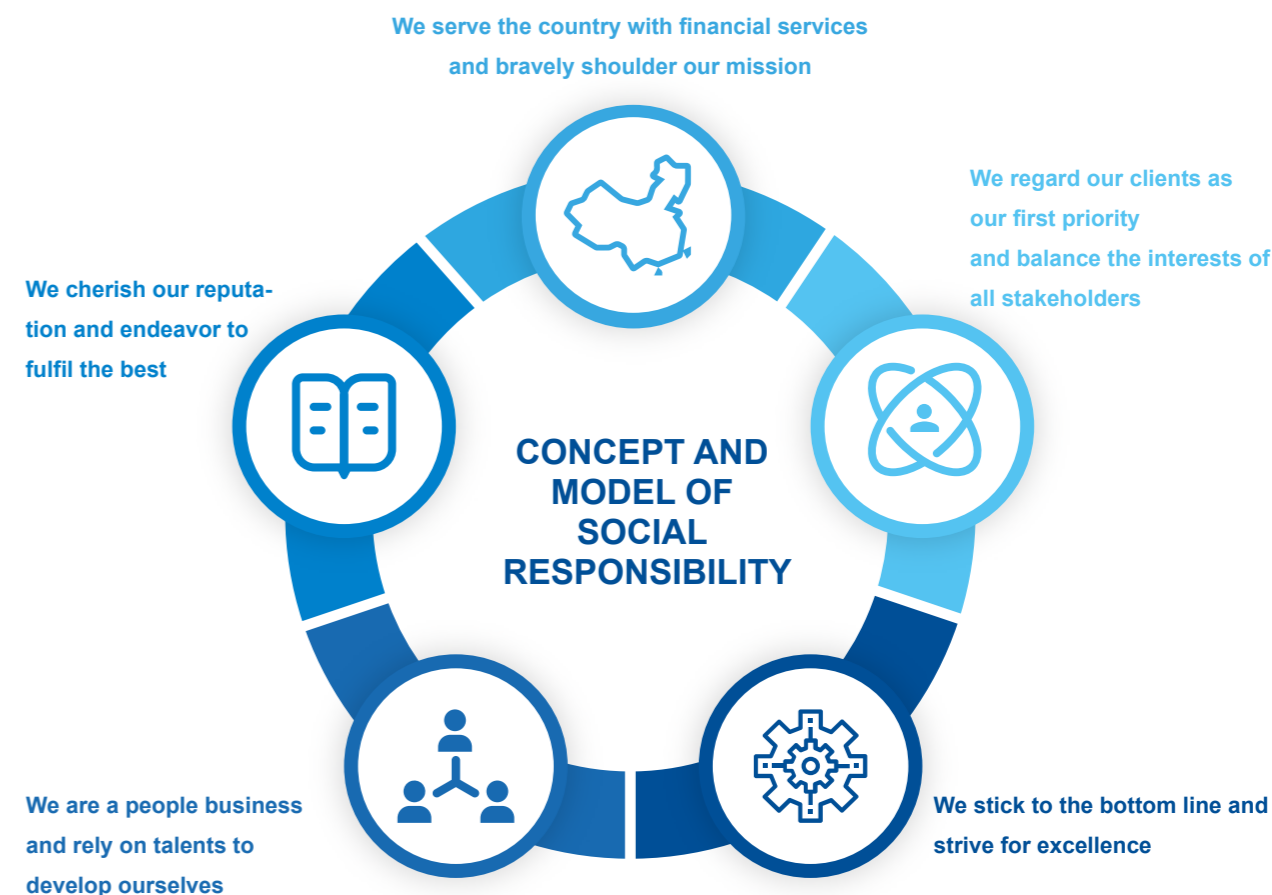 We serve the country with financial services
and bravely shoulder our mission
We regard our clients as
our first priority
and balance the interests of
all stakeholders
We cherish our reputa-
tion and endeavor to
fulfil the best
CONCEPT AND
MODEL OF
SOCIAL
RESPONSIBILITY
We are a people business
and rely on talents to
develop ourselves
We stick to the bottom line and
strive for excellence